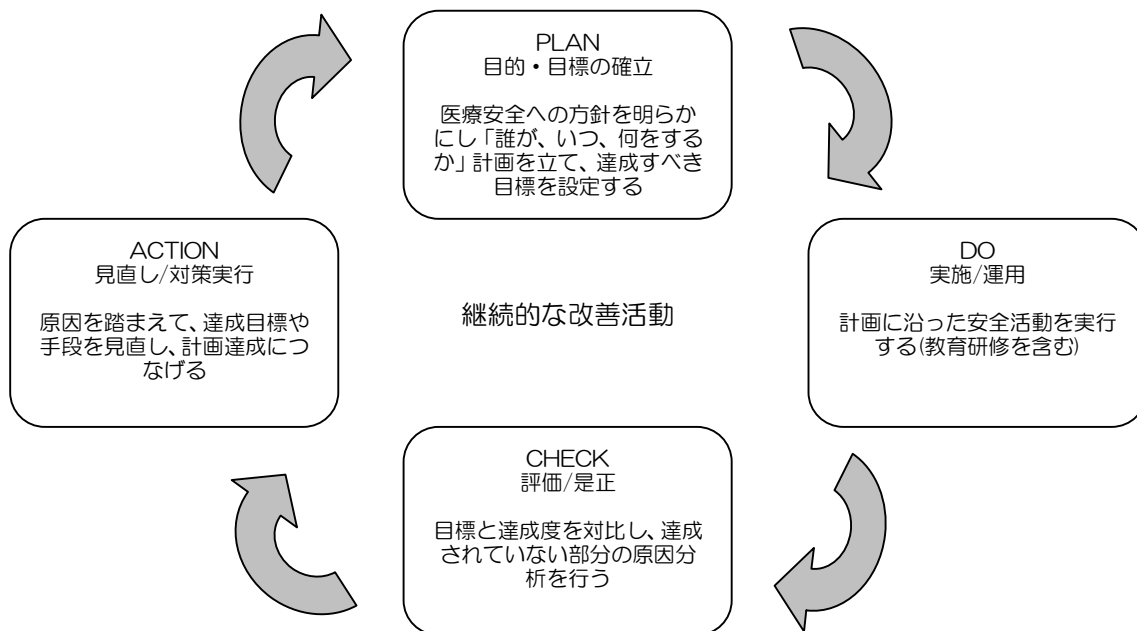 PLAN
目的・目標の確立
医療安全への方針を明らか
にし「誰が、いつ、何をする
か」計画を立て、達成すべき
目標を設定する
ACTION
見直し/対策実行
原因を踏まえて、達成目標や
手段を見直し、計画達成につ
なげる
継続的な改善活動
DO
実施/運用
計画に沿った安全活動を実行
する(教育研修を含む)
CHECK
評価/是正
目標と達成度を対比し、達成
されていない部分の原因分
析を行う